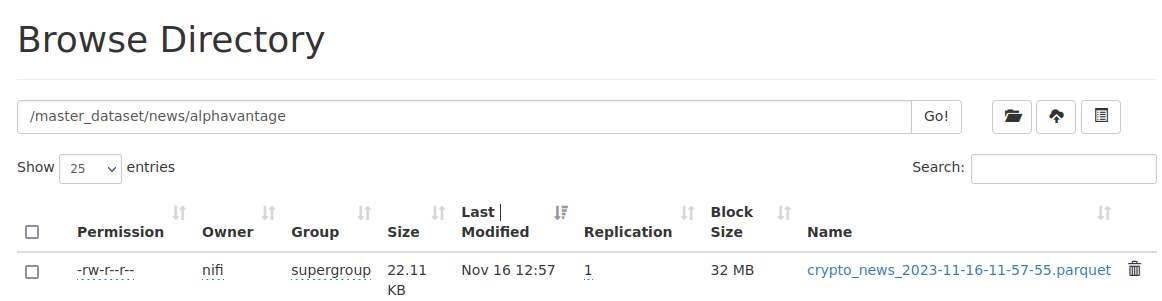 Browse Directory
/master_dataset/news/alphavantage Go!
Show 25 entries Search:
Permission Owner Group Size Last Modified Replication Block Size Name
-rw-r--r-- nifi supergroup 22.11 KB Nov 16 12:57 1 32 MB crypto_news_2023-11-16-11-57-55.parquet